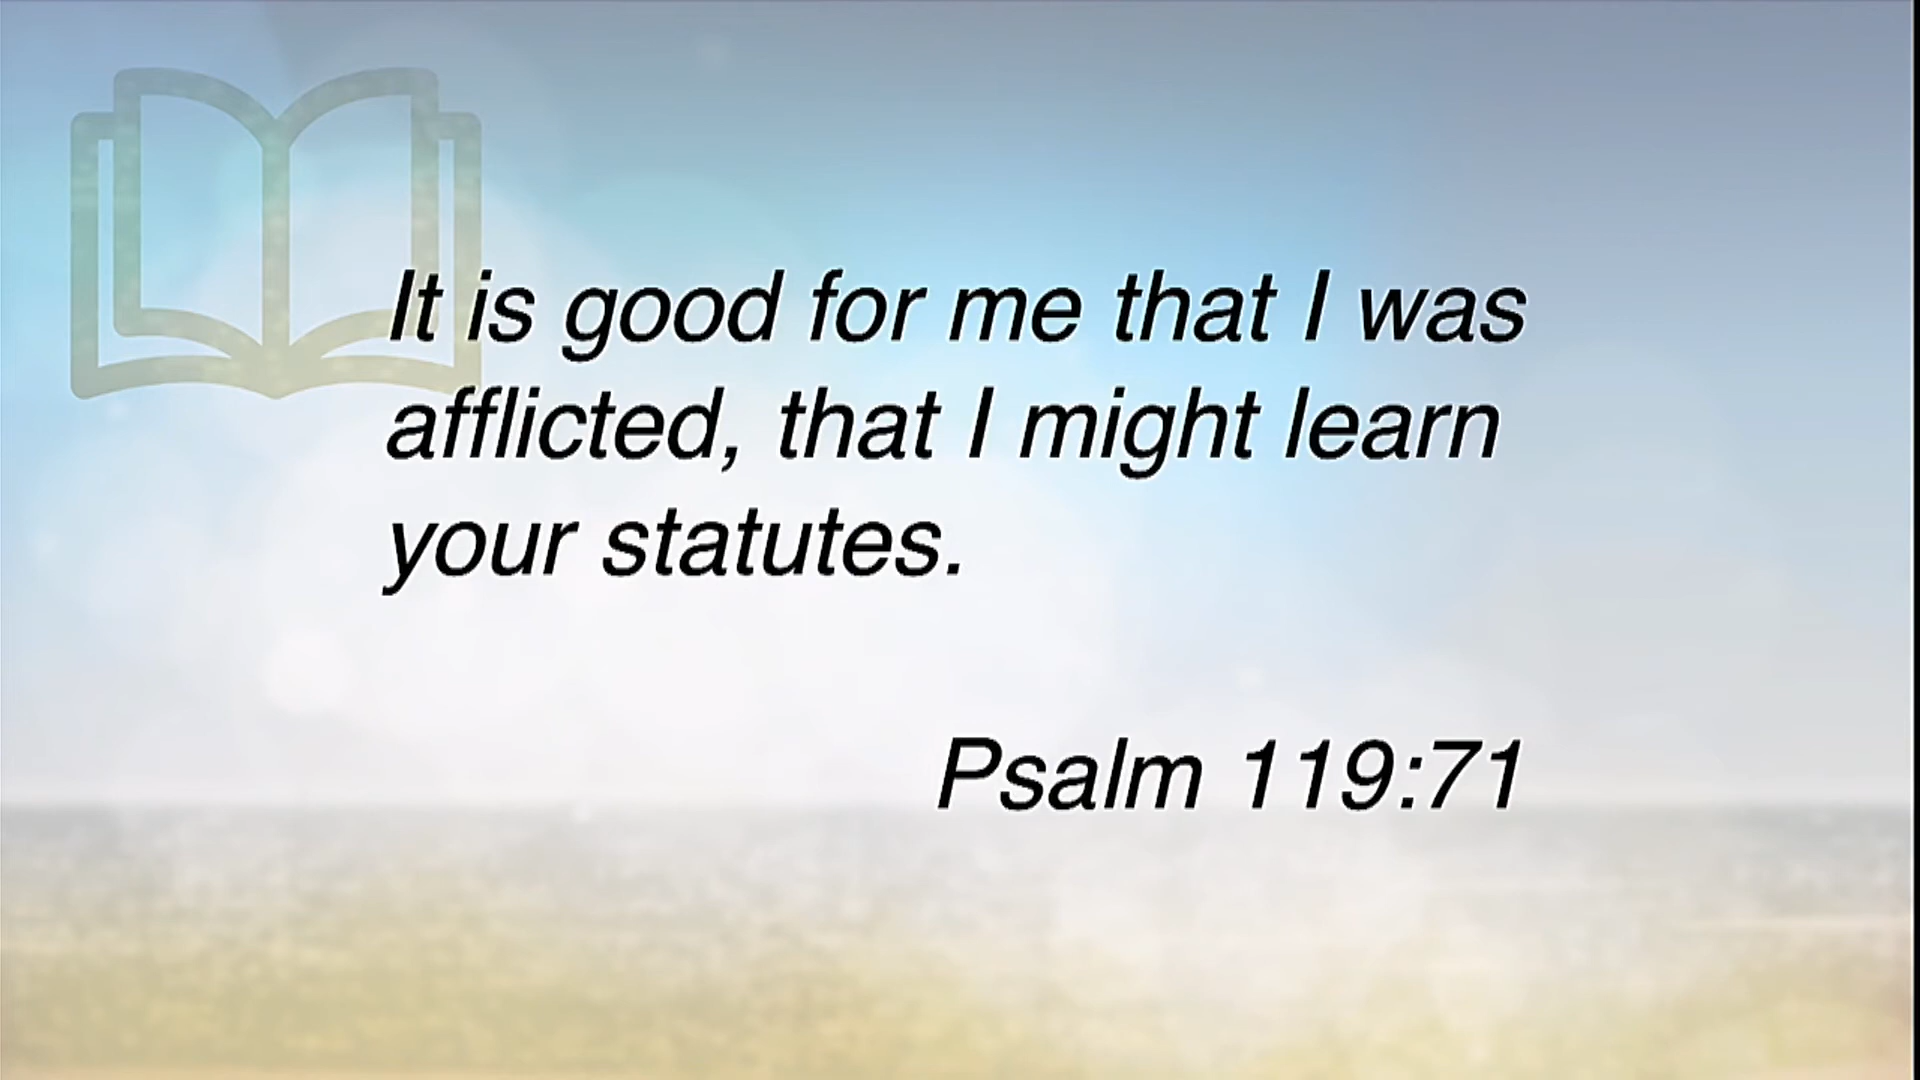 It is good for me that I was
afflicted, that I might learn
your statutes.
Psalm 119:71